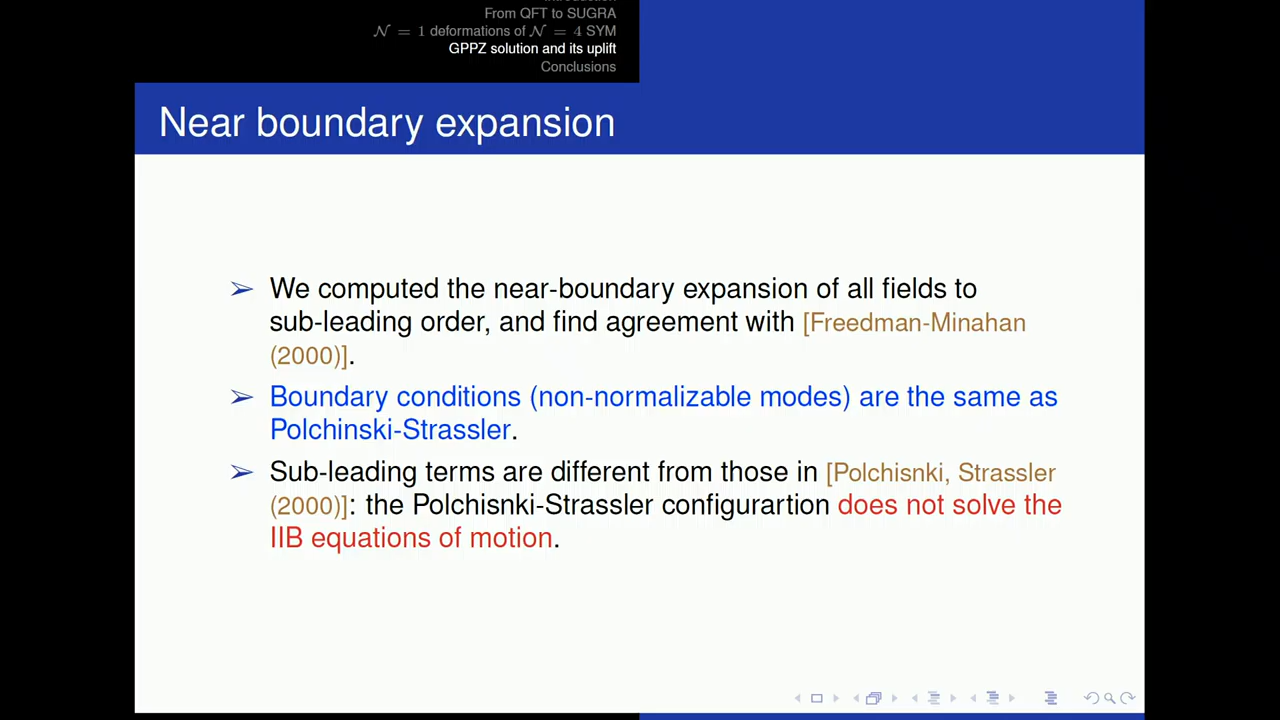 Introduction
From QFT to SUGRA
𝒩 = 1 deformations of 𝒩 = 4 SYM
GPPZ solution and its uplift
Conclusions
Near boundary expansion
➢ We computed the near-boundary expansion of all fields to
sub-leading order, and find agreement with [Freedman-Minahan
(2000)].
➢ Boundary conditions (non-normalizable modes) are the same as
Polchinski-Strassler.
➢ Sub-leading terms are different from those in [Polchisnki, Strassler
(2000)]: the Polchisnki-Strassler configurartion does not solve the
IIB equations of motion.